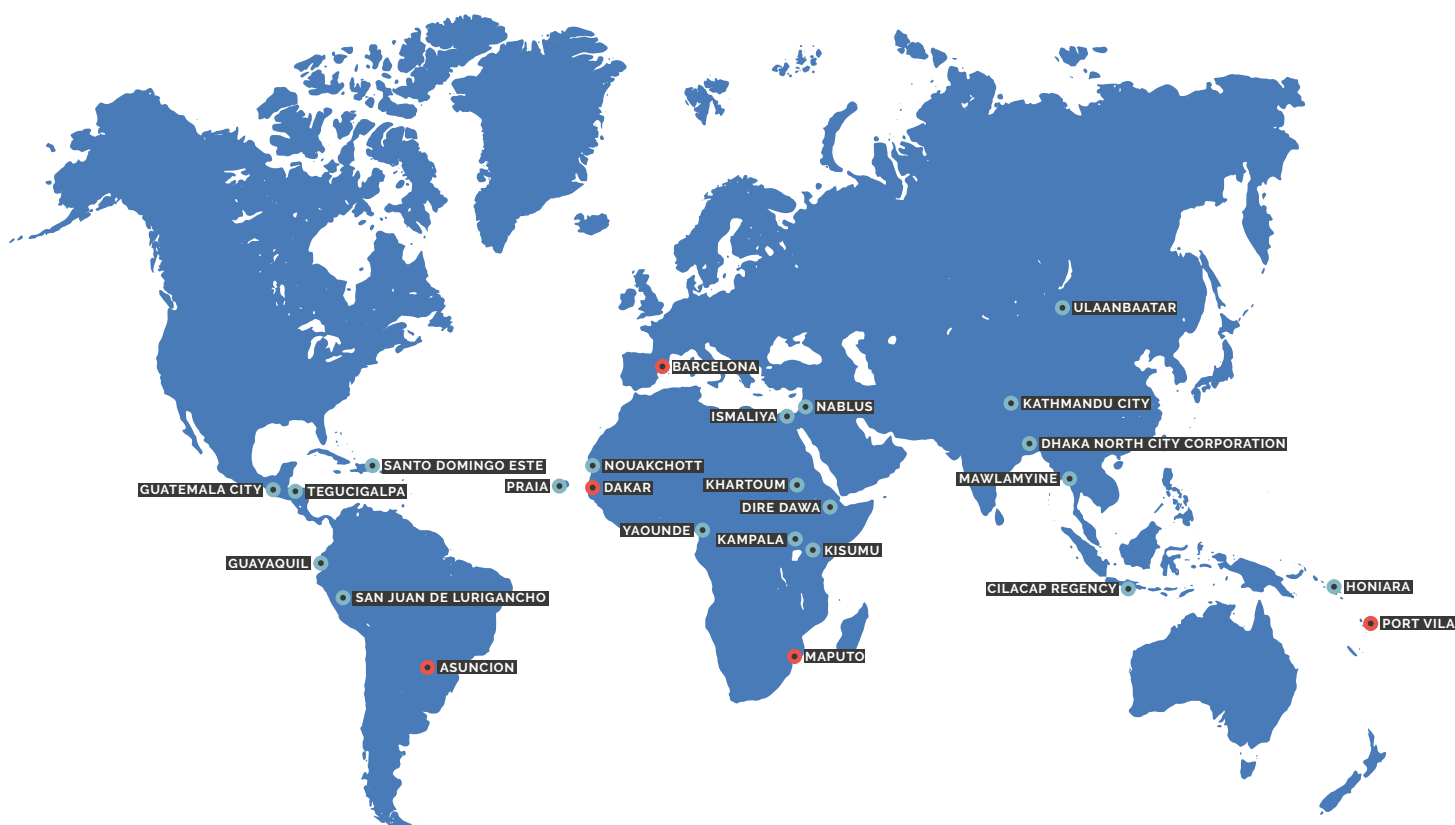 ULAANBAATAR
BARCELONA
KATHMANDU CITY
NABLUS
ISMALIYA
DHAKA NORTH CITY CORPORATION
SANTO DOMINGO ESTE
NOUAKCHOTT
MAWLAMYINE
KHARTOUM
PRAIA
DAKAR
GUATEMALA CITY
TEGUCIGALPA
DIRE DAWA
YAOUNDE
KAMPALA
KISUMU
GUAYAQUIL
HONIARA
CILACAP REGENCY
SAN JUAN DE LURIGANCHO
PORT VILA
MAPUTO
ASUNCION